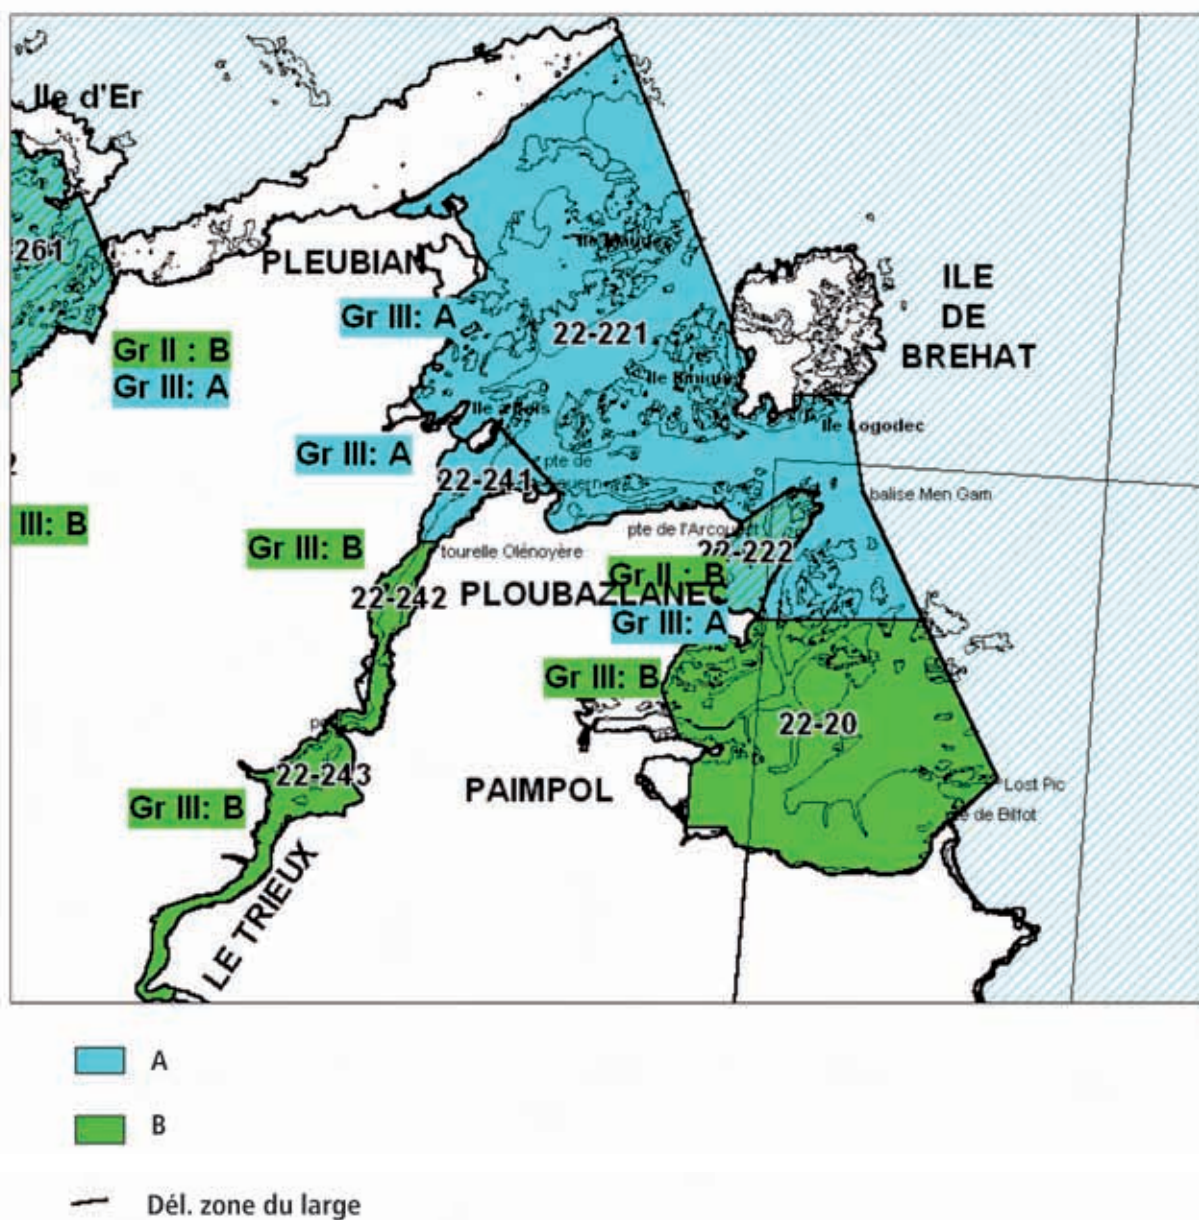 Ile d'Er
261
PLEUBIAN
ILE
DE
BREHAT
Gr III: A
22-221
Gr II : B
Gr III: A
Ile Logodec
Gr III: A
22-241
pte de
balise Men Gam
III: B
Gr III: B
tourelle Olénoyère
pte de l'Arcouest
22-222
Gr II : B
22-242
PLOUBAZLANEC
Gr III: A
Gr III: B
22-20
22-243
PAIMPOL
Lost Pic
Gr III: B
de Bilfot
LE TRIEUX
A
B
Dél. zone du large